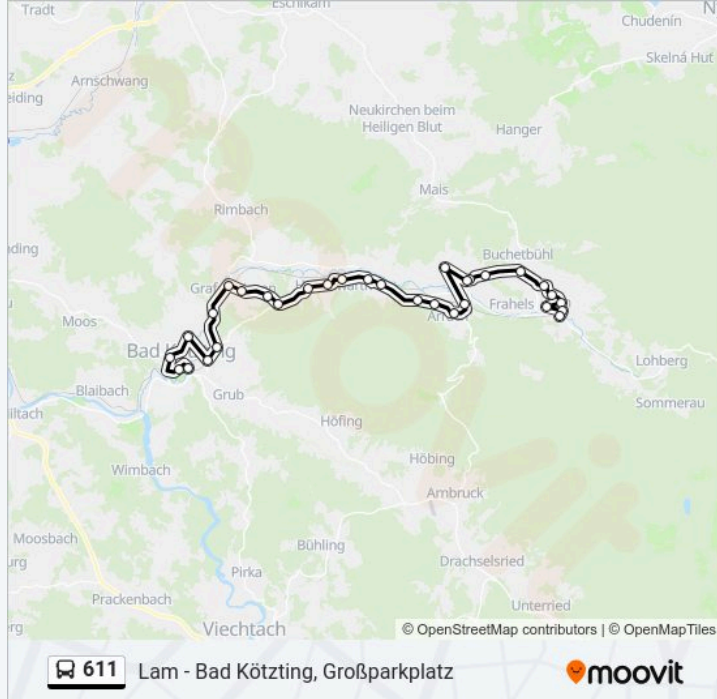 Tradt
Eschlkam
Chudenín
Skelná Huť
Arnschwang
Neukirchen beim
Heiligen Blut
Hanger
Mais
Rimbach
Buchetbühl
Frahels
Moos
Bad Kötzting
Lohberg
Blaibach
Grub
Sommerau
Höfing
Höbing
Wimbach
Ambruck
Moosbach
Bühling
Drachselsried
Pirka
Prackenbach
Unterried
Viechtach
© OpenStreetMap contributors | © OpenMapTiles
611 Lam - Bad Kötzting, Großparkplatz
moovit